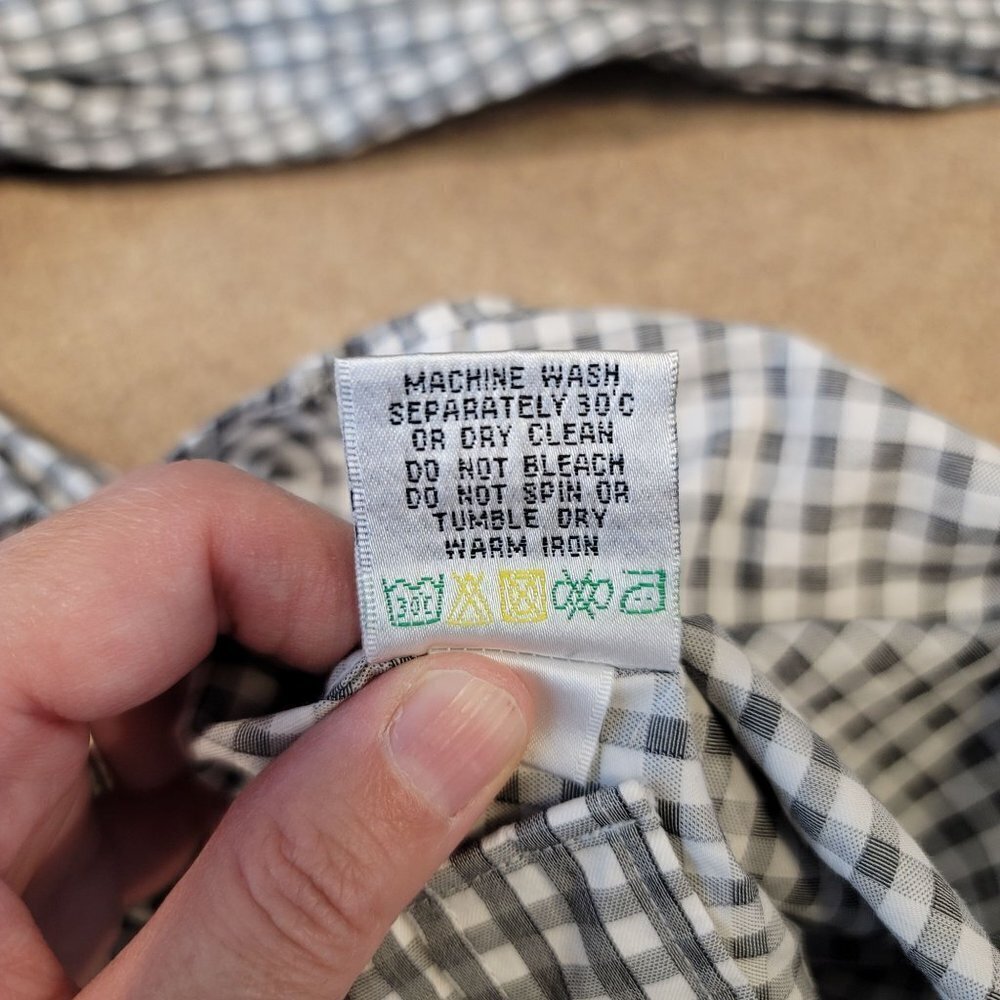 MACHINE WASH
SEPARATELY 30°C
OR DRY CLEAN
DO NOT BLEACH
DO NOT SPIN OR
TUMBLE DRY
WARM IRON
30°C